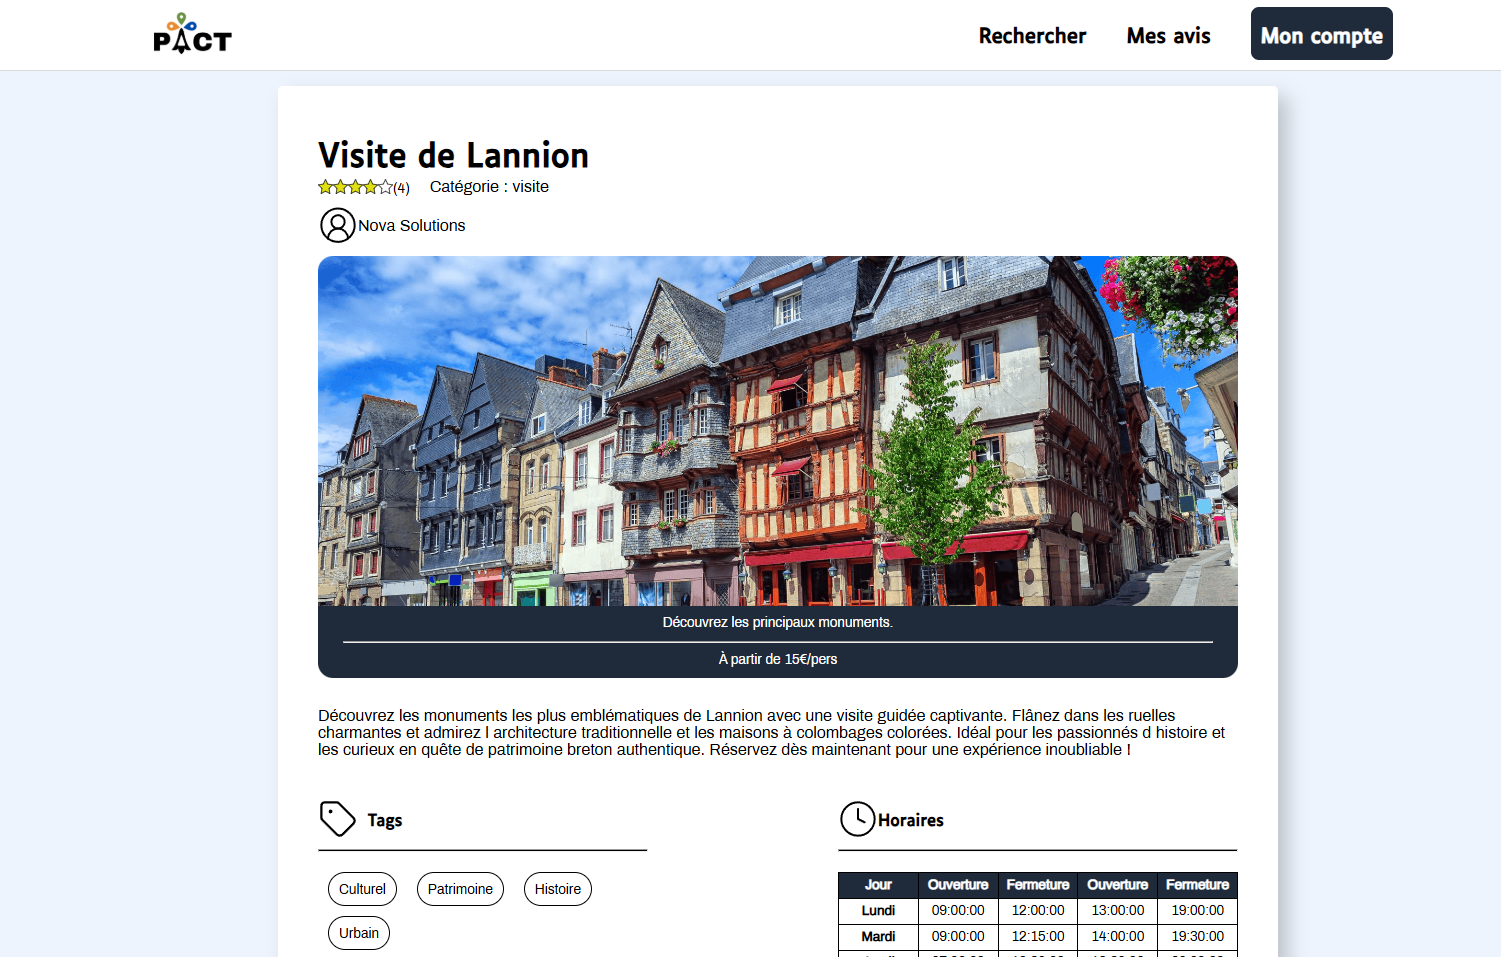 PACT
Rechercher
Mes avis
Mon compte
Visite de Lannion
(4)
Catégorie : visite
Nova Solutions
Découvrez les principaux monuments.
À partir de 15€/pers
Découvrez les monuments les plus emblématiques de Lannion avec une visite guidée captivante. Flânez dans les ruelles
charmantes et admirez l architecture traditionnelle et les maisons à colombages colorées. Idéal pour les passionnés d histoire et
les curieux en quête de patrimoine breton authentique. Réservez dès maintenant pour une expérience inoubliable !
Tags
Culturel
Patrimoine
Histoire
Urbain
Horaires
Jour Ouverture Fermeture Ouverture Fermeture
Lundi 09:00:00 12:00:00 13:00:00 19:00:00
Mardi 09:00:00 12:15:00 14:00:00 19:30:00